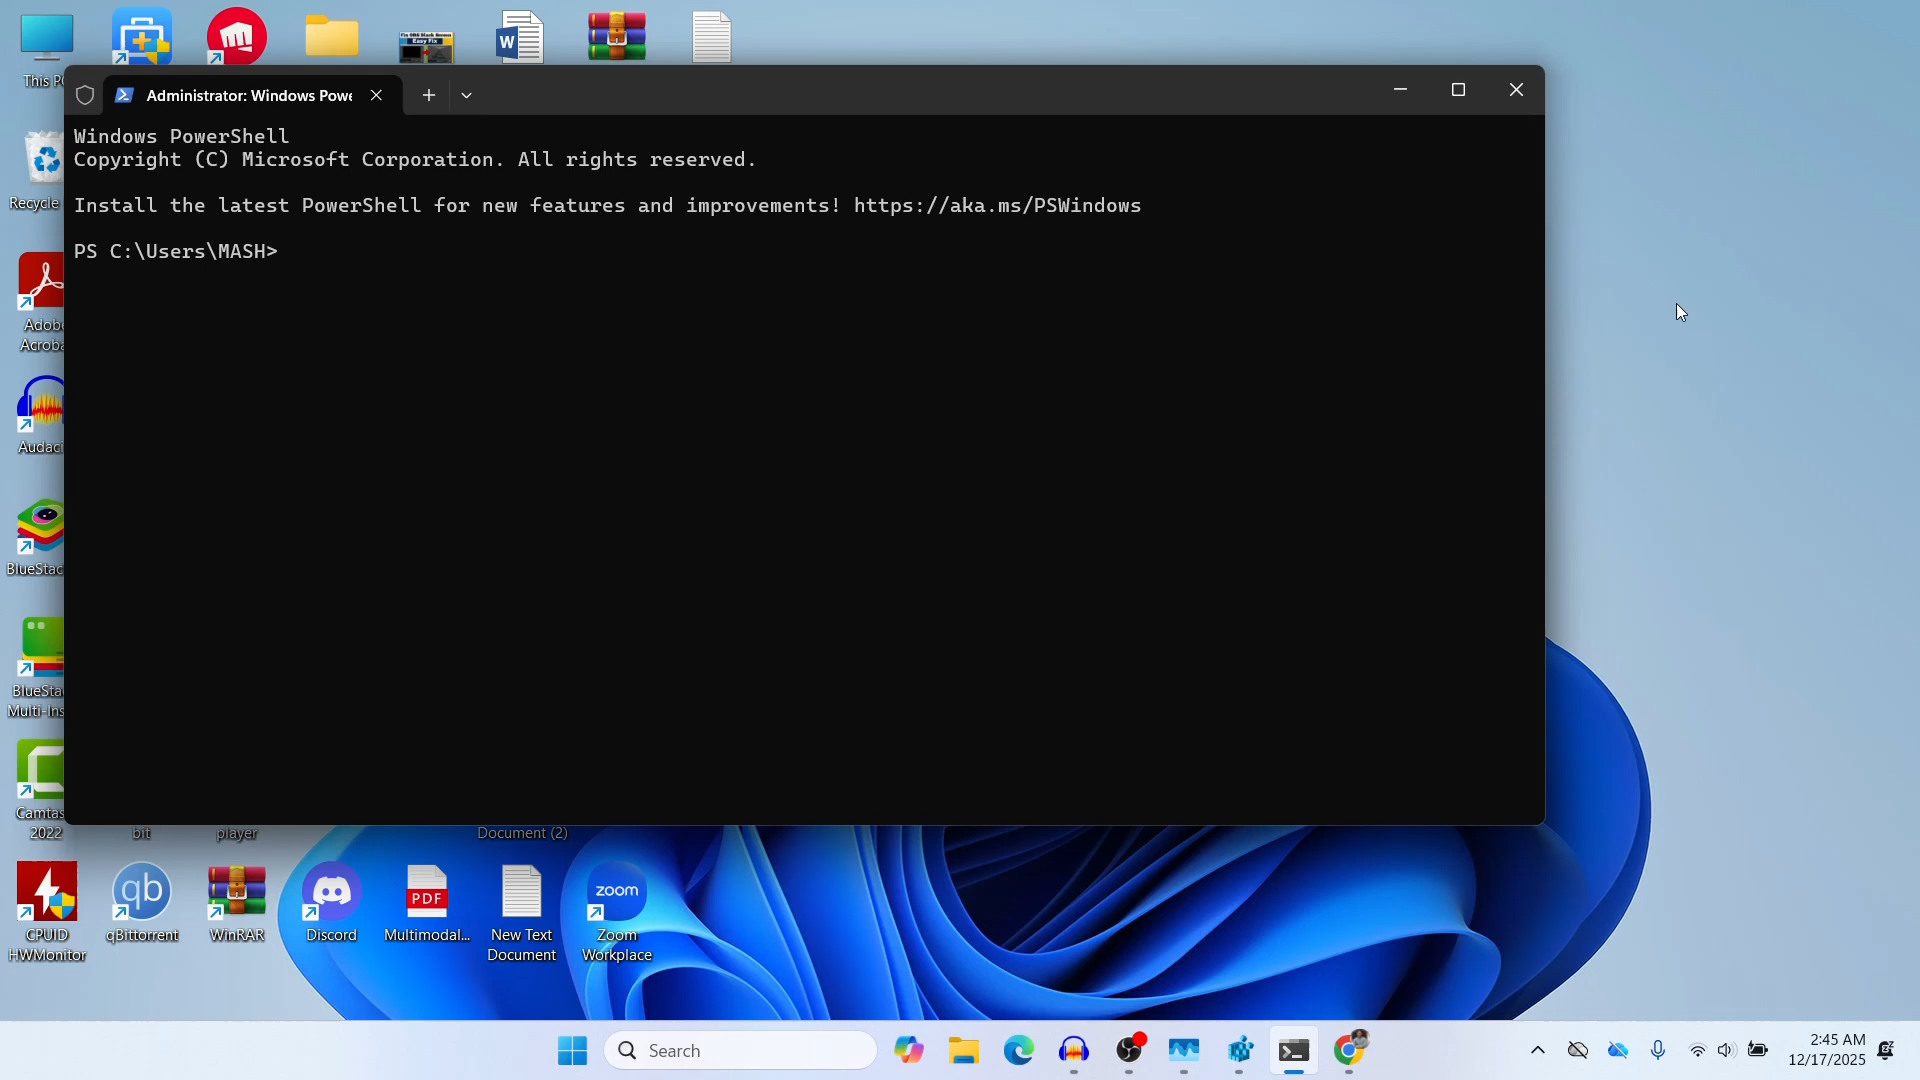 This PC
Administrator: Windows Powe
Windows PowerShell
Copyright (C) Microsoft Corporation. All rights reserved.
Install the latest PowerShell for new features and improvements! https://aka.ms/PSWindows
PS C:\Users\MASH>
Recycle
Adobe
Acroba
Audaci
BlueStac
BlueSta
Multi-Ins
Camtas
2022
bit
player
Document (2)
CPUID
HWMonitor
qBittorrent
WinRAR
Discord
PDF
Multimodal...
New Text
Document
zoom
Zoom
Workplace
Search
2:45 AM
12/17/2025